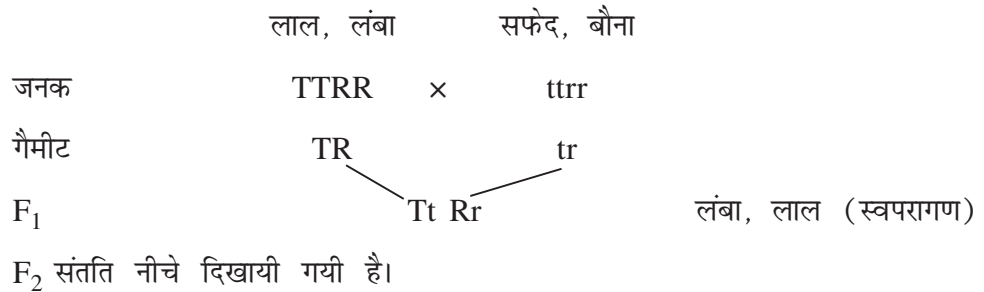 लाल, लंबा सफेद, बौना
जनक TTRR × ttrr
गैमीट TR tr
F₁ Tt Rr लंबा, लाल (स्वपरागण)
F₂ संतति नीचे दिखायी गयी है।